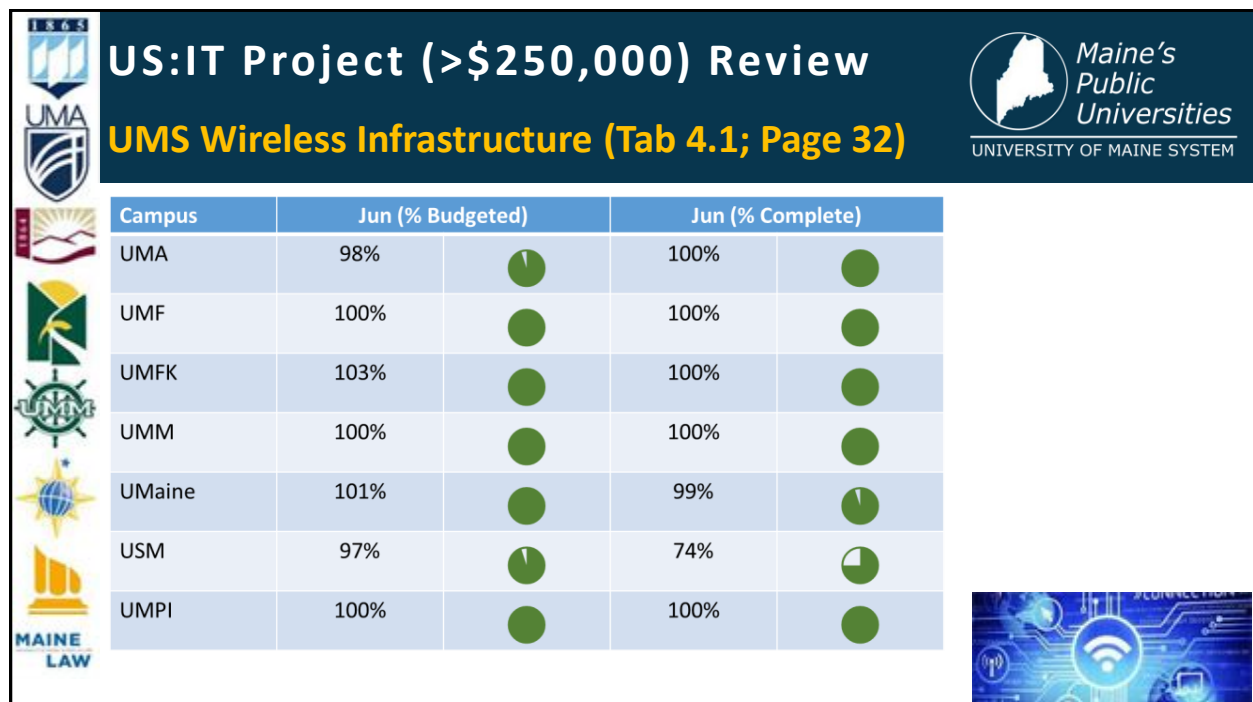 1865
US:IT Project (>$250,000) Review
UMS Wireless Infrastructure (Tab 4.1; Page 32)
Maine's
Public
Universities
UNIVERSITY OF MAINE SYSTEM
UMA
1864
UMM
MAINE
LAW
Campus Jun (% Budgeted) Jun (% Complete)
UMA 98% 100%
UMF 100% 100%
UMFK 103% 100%
UMM 100% 100%
UMaine 101% 99%
USM 97% 74%
UMPI 100% 100%